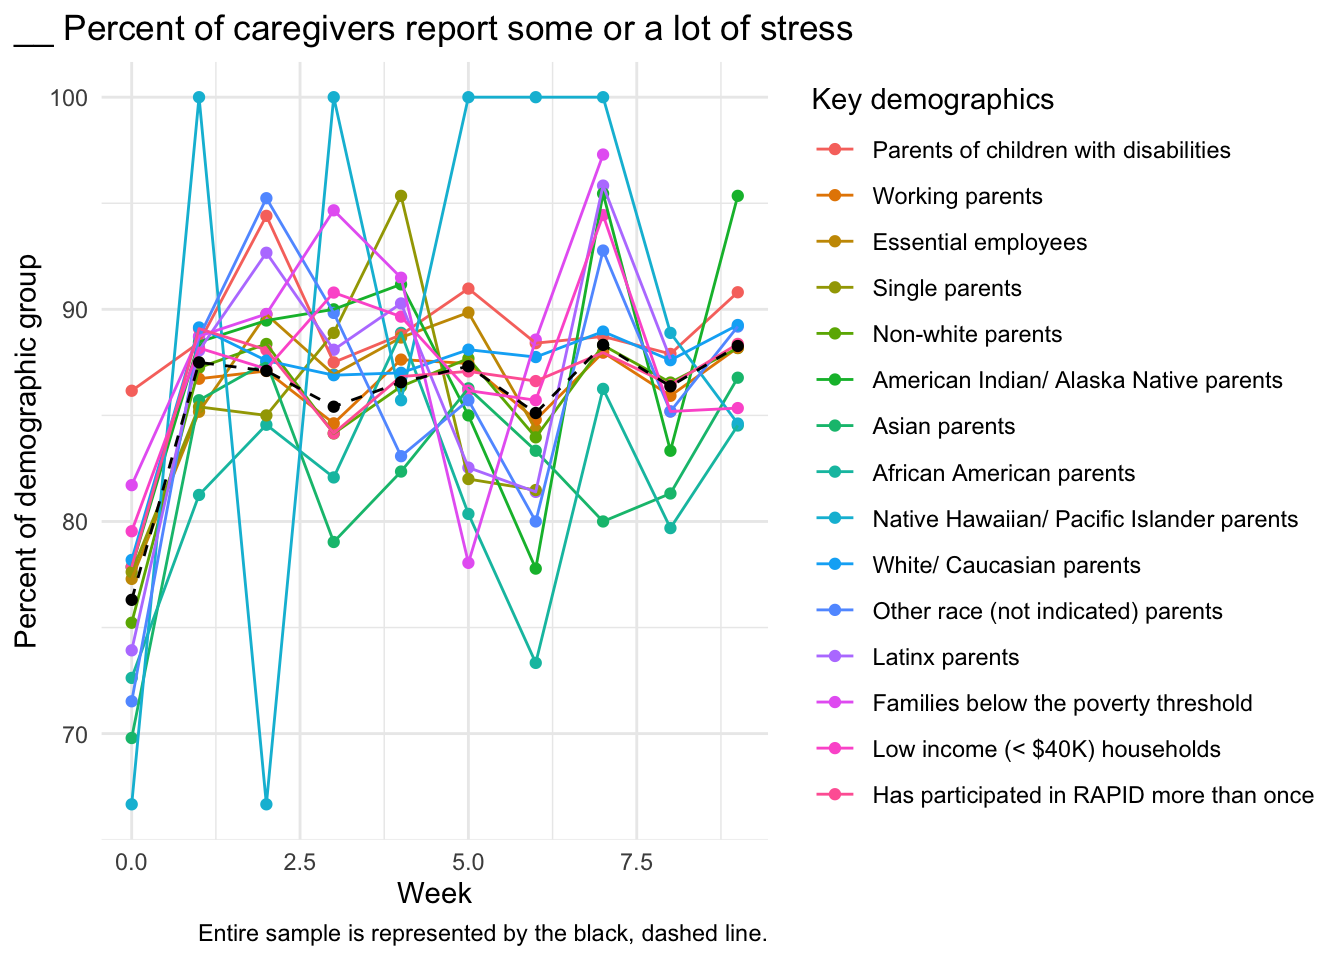 __ Percent of caregivers report some or a lot of stress
Percent of demographic group
100
90
80
70
0.0
2.5
5.0
7.5
Week
Entire sample is represented by the black, dashed line.
Key demographics
Parents of children with disabilities
Working parents
Essential employees
Single parents
Non-white parents
American Indian/ Alaska Native parents
Asian parents
African American parents
Native Hawaiian/ Pacific Islander parents
White/ Caucasian parents
Other race (not indicated) parents
Latinx parents
Families below the poverty threshold
Low income (< $40K) households
Has participated in RAPID more than once